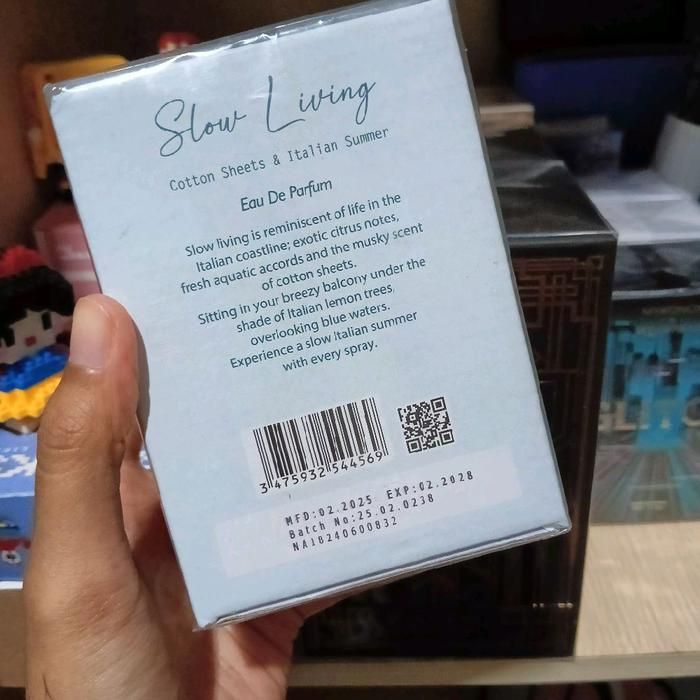 Slow Living
Cotton Sheets & Italian Summer
Eau De Parfum
Slow living is reminiscent of life in the
Italian coastline; exotic citrus notes,
fresh aquatic accords and the musky scent
of cotton sheets.
Sitting in your breezy balcony under the
shade of Italian lemon trees,
overlooking blue waters.
Experience a slow Italian summer
with every spray.
3 475932 544569
MFD:02.2025 EXP:02.2028
Batch No:25.02.0238
NA18240600832